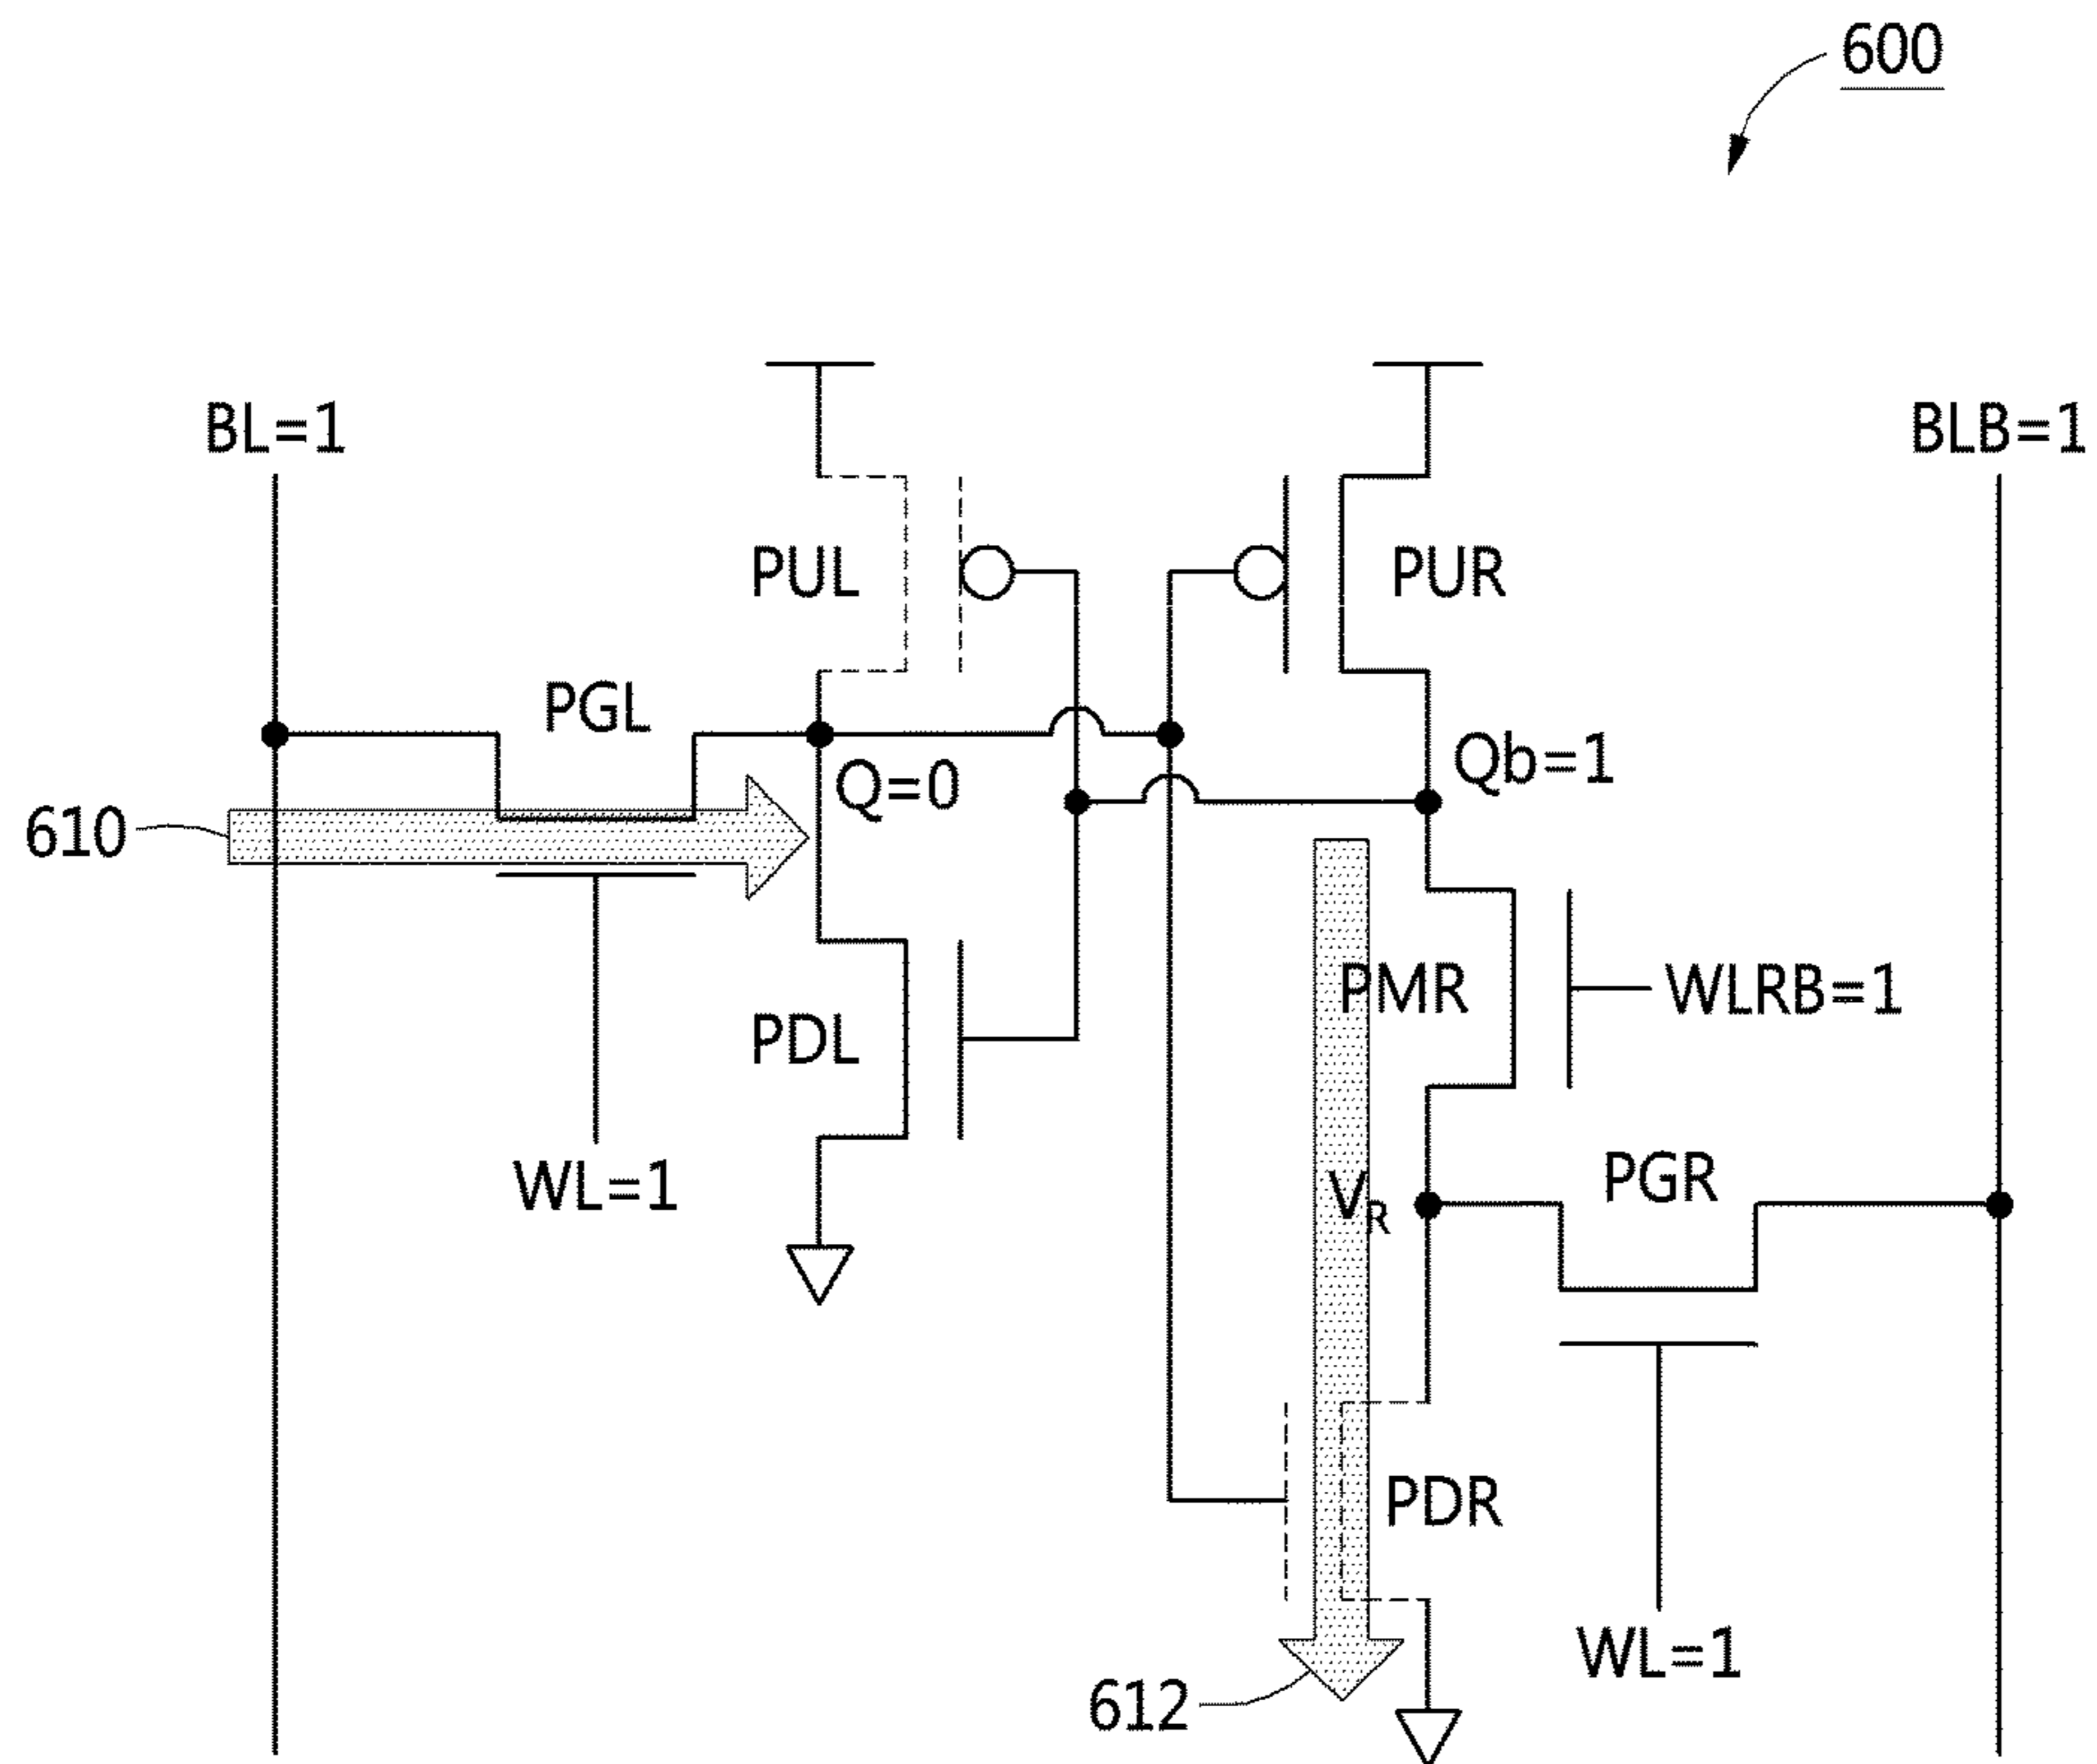 600
BL=1
BLB=1
PUL
PUR
PGL
Q=0
Qb=1
610
PMR
WLRB=1
PDL
WL=1
PGR
VR
PDR
WL=1
612